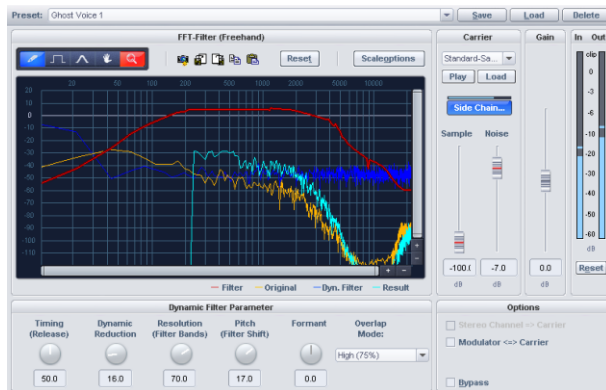 Preset: Ghost Voice 1 Save Load Delete
FFT-Filter (Freehand) Carrier Gain In Out
Reset Scaleoptions Standard-Sa...
Play Load
Side Chain...
Sample Noise
20 50 100 200 500 1000 2000 5000 10000
20
10
0
-10
-20
-30
-40
-50
-60
-70
-80
-90
-100
-110
clip
0
-3
-6
-10
-20
-30
-40
-50
-60
dB
Filter Original Dyn. Filter Result
-100.( -7.0 0.0 Reset
dB dB dB
Dynamic Filter Parameter Options
Timing (Release) Dynamic Reduction Resolution (Filter Bands) Pitch (Filter Shift) Formant Overlap Mode:
High (75%)
50.0 16.0 70.0 17.0 0.0
Stereo Channel => Carrier
Modulator <=> Carrier
Bypass